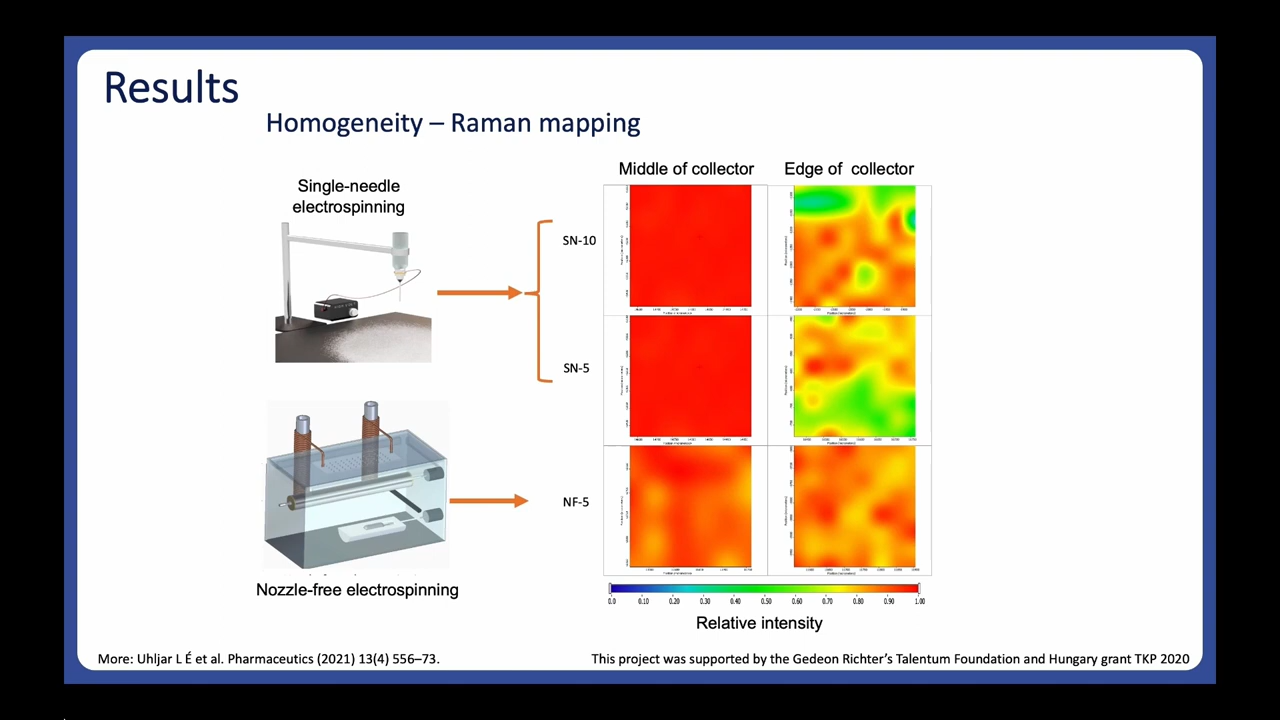 Results
Homogeneity – Raman mapping
Middle of collector
Edge of collector
Single-needle
electrospinning
SN-10
SN-5
NF-5
Nozzle-free electrospinning
0.0 0.10 0.20 0.30 0.40 0.50 0.60 0.70 0.80 0.90 1.00
Relative intensity
More: Uhljar L É et al. Pharmaceutics (2021) 13(4) 556–73.
This project was supported by the Gedeon Richter's Talentum Foundation and Hungary grant TKP 2020